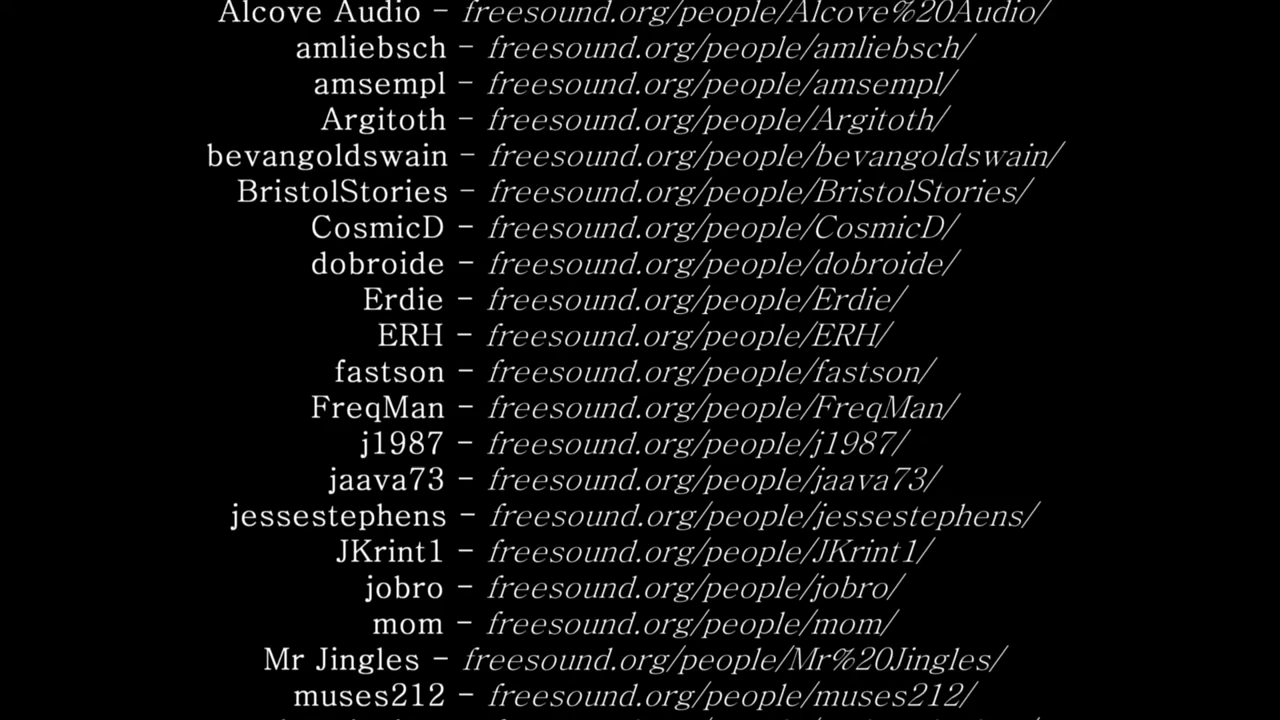 Alcove Audio - freesound.org/people/Alcove%20Audio/
amliebsch - freesound.org/people/amliebsch/
amsempl - freesound.org/people/amsempl/
Argitoth - freesound.org/people/Argitoth/
bevangoldswain - freesound.org/people/bevangoldswain/
BristolStories - freesound.org/people/BristolStories/
CosmicD - freesound.org/people/CosmicD/
dobroide - freesound.org/people/dobroide/
Erdie - freesound.org/people/Erdie/
ERH - freesound.org/people/ERH/
fastson - freesound.org/people/fastson/
FreqMan - freesound.org/people/FreqMan/
j1987 - freesound.org/people/j1987/
jaava73 - freesound.org/people/jaava73/
jessestephens - freesound.org/people/jessestephens/
JKrint1 - freesound.org/people/JKrint1/
jobro - freesound.org/people/jobro/
mom - freesound.org/people/mom/
Mr Jingles - freesound.org/people/Mr%20Jingles/
muses212 - freesound.org/people/muses212/